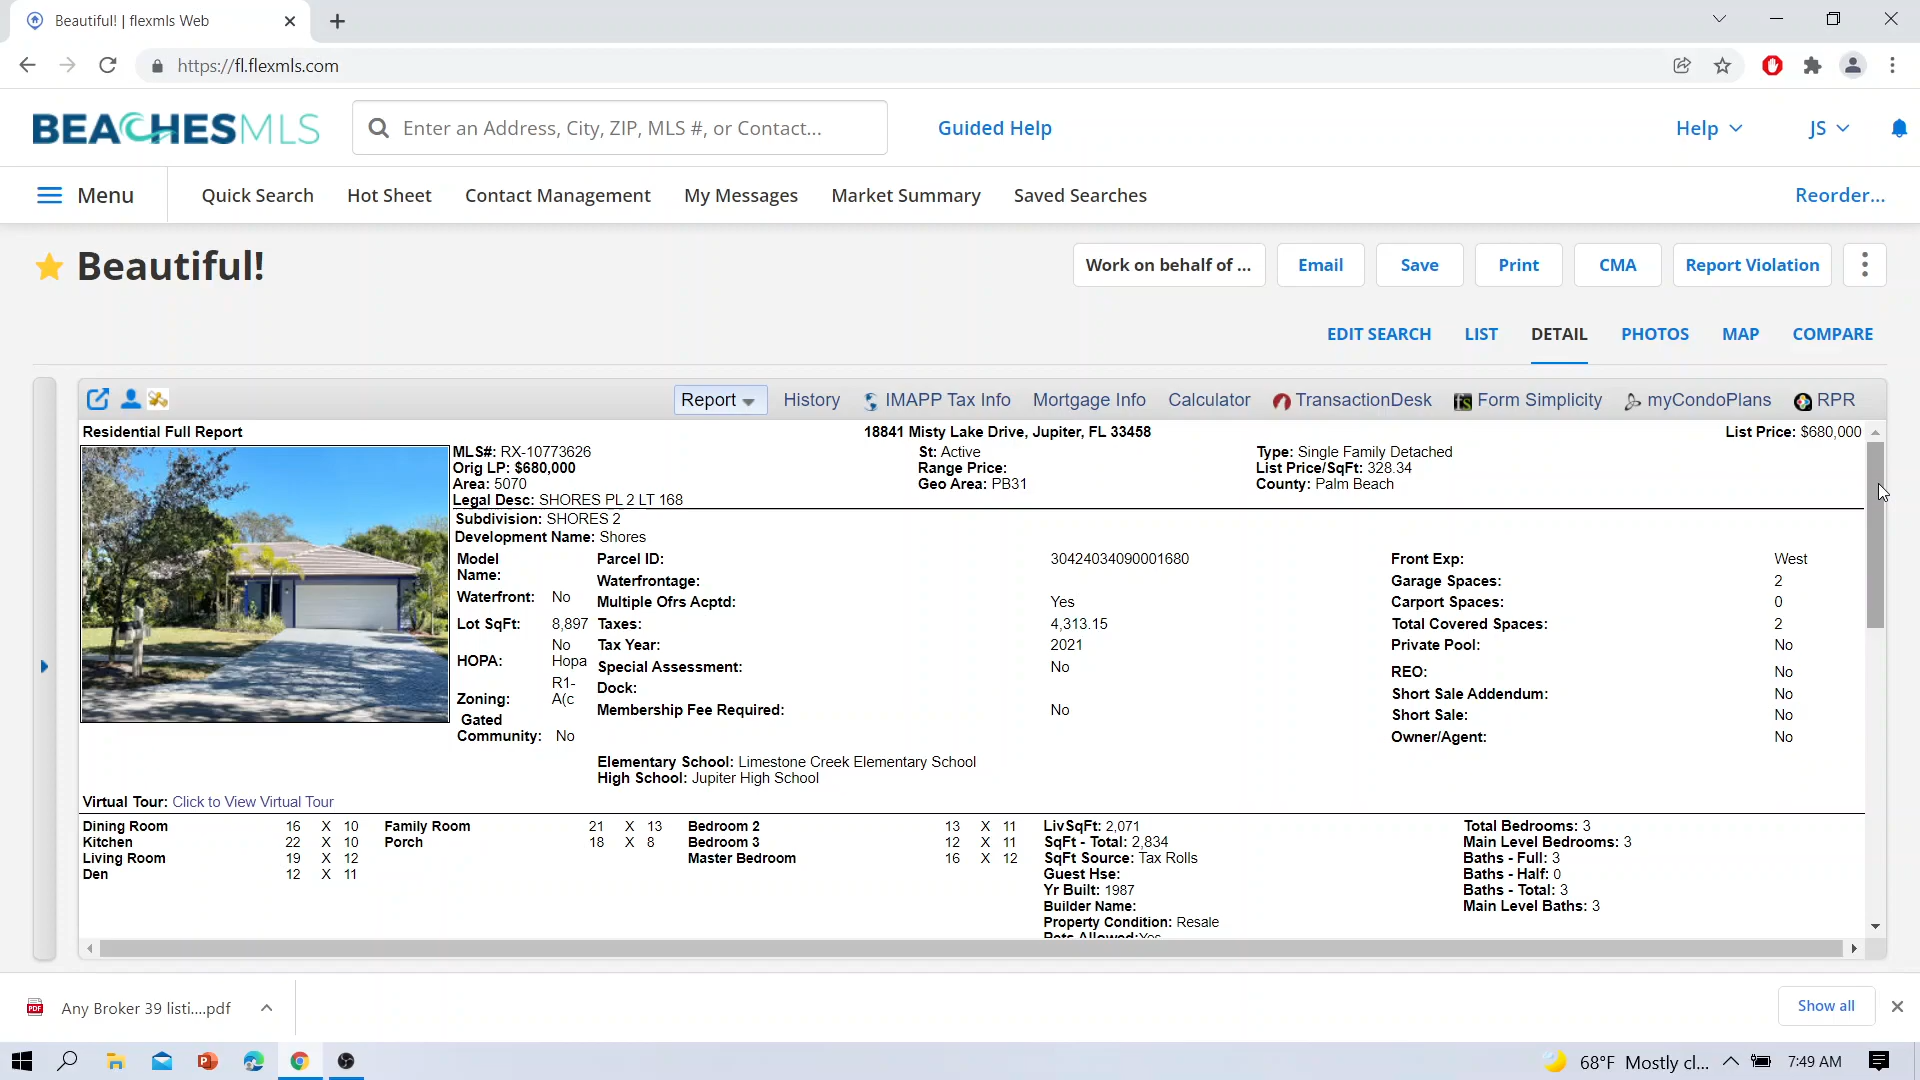 Beautiful! | flexmls Web
https://fl.flexmls.com
BEACHESMLS
Enter an Address, City, ZIP, MLS #, or Contact...
Guided Help
Help
JS
Menu
Quick Search
Hot Sheet
Contact Management
My Messages
Market Summary
Saved Searches
Reorder...
Beautiful!
Work on behalf of ...
Email
Save
Print
CMA
Report Violation
EDIT SEARCH
LIST
DETAIL
PHOTOS
MAP
COMPARE
Report
History
IMAPP Tax Info
Mortgage Info
Calculator
TransactionDesk
fs Form Simplicity
myCondoPlans
RPR
Residential Full Report
18841 Misty Lake Drive, Jupiter, FL 33458
List Price: $680,000
MLS#: RX-10773626
St: Active
Type: Single Family Detached
Orig LP: $680,000
Range Price:
List Price/SqFt: 328.34
Area: 5070
Geo Area: PB31
County: Palm Beach
Legal Desc: SHORES PL 2 LT 168
Subdivision: SHORES 2
Development Name: Shores
Model
Name:
Waterfront: No
Lot SqFt: 8,897
No
HOPA: Hopa
R1-
Zoning: A(c
Gated
Community: No
Parcel ID: 30424034090001680
Waterfrontage:
Multiple Ofrs Acptd: Yes
Taxes: 4,313.15
Tax Year: 2021
Special Assessment: No
Dock:
Membership Fee Required: No
Front Exp: West
Garage Spaces: 2
Carport Spaces: 0
Total Covered Spaces: 2
Private Pool: No
REO: No
Short Sale Addendum: No
Short Sale: No
Owner/Agent: No
Elementary School: Limestone Creek Elementary School
High School: Jupiter High School
Virtual Tour: Click to View Virtual Tour
Dining Room 16 X 10
Kitchen 22 X 10
Living Room 19 X 12
Den 12 X 11
Family Room 21 X 13
Porch 18 X 8
Bedroom 2 13 X 11
Bedroom 3 12 X 11
Master Bedroom 16 X 12
LivSqFt: 2,071
SqFt - Total: 2,834
SqFt Source: Tax Rolls
Guest Hse:
Yr Built: 1987
Builder Name:
Property Condition: Resale
Pets Allowed:Yes
Total Bedrooms: 3
Main Level Bedrooms: 3
Baths - Full: 3
Baths - Half: 0
Baths - Total: 3
Main Level Baths: 3
PDF
Any Broker 39 listi....pdf
Show all
68°F Mostly cl...
7:49 AM